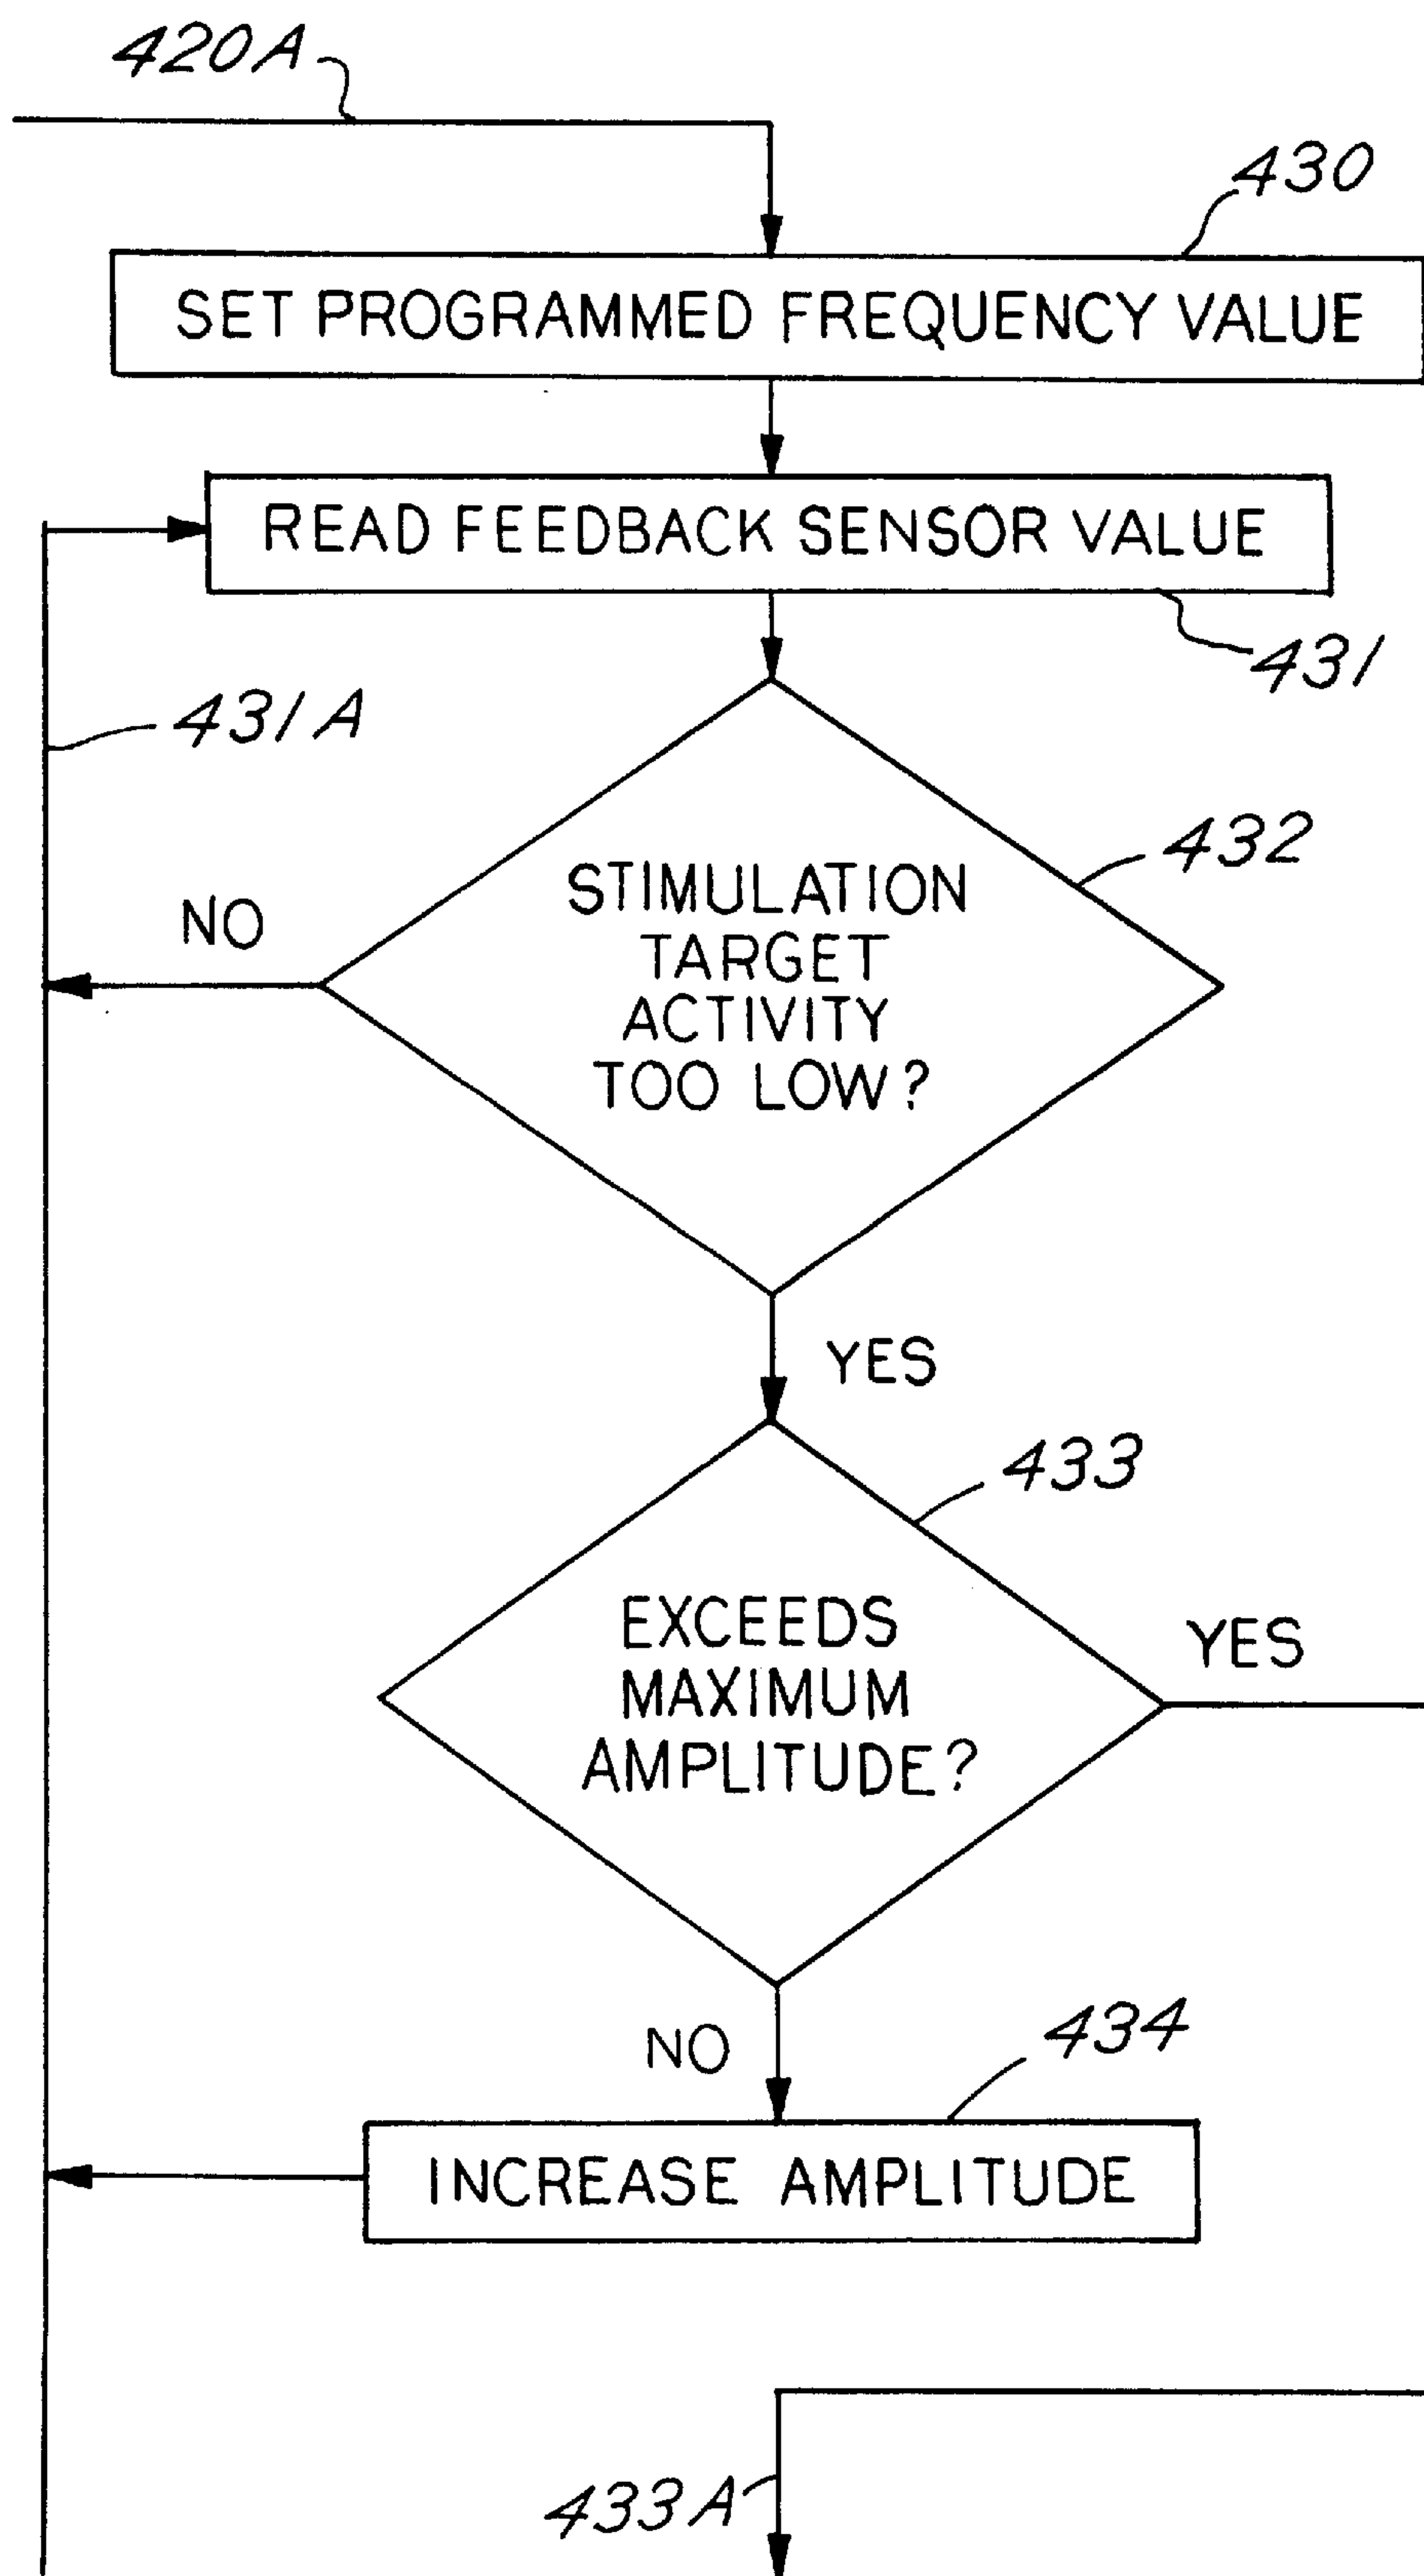 420A
430
SET PROGRAMMED FREQUENCY VALUE
READ FEEDBACK SENSOR VALUE
431
431A
432
NO
STIMULATION
TARGET
ACTIVITY
TOO LOW?
YES
433
EXCEEDS
MAXIMUM
AMPLITUDE?
YES
NO
434
INCREASE AMPLITUDE
433A